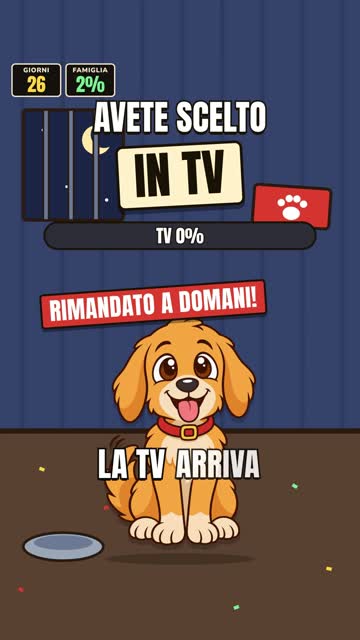 GIORNI
26
FAMIGLIA
2%
AVETE SCELTO
IN TV
TV 0%
RIMANDATO A DOMANI!
LA TV ARRIVA